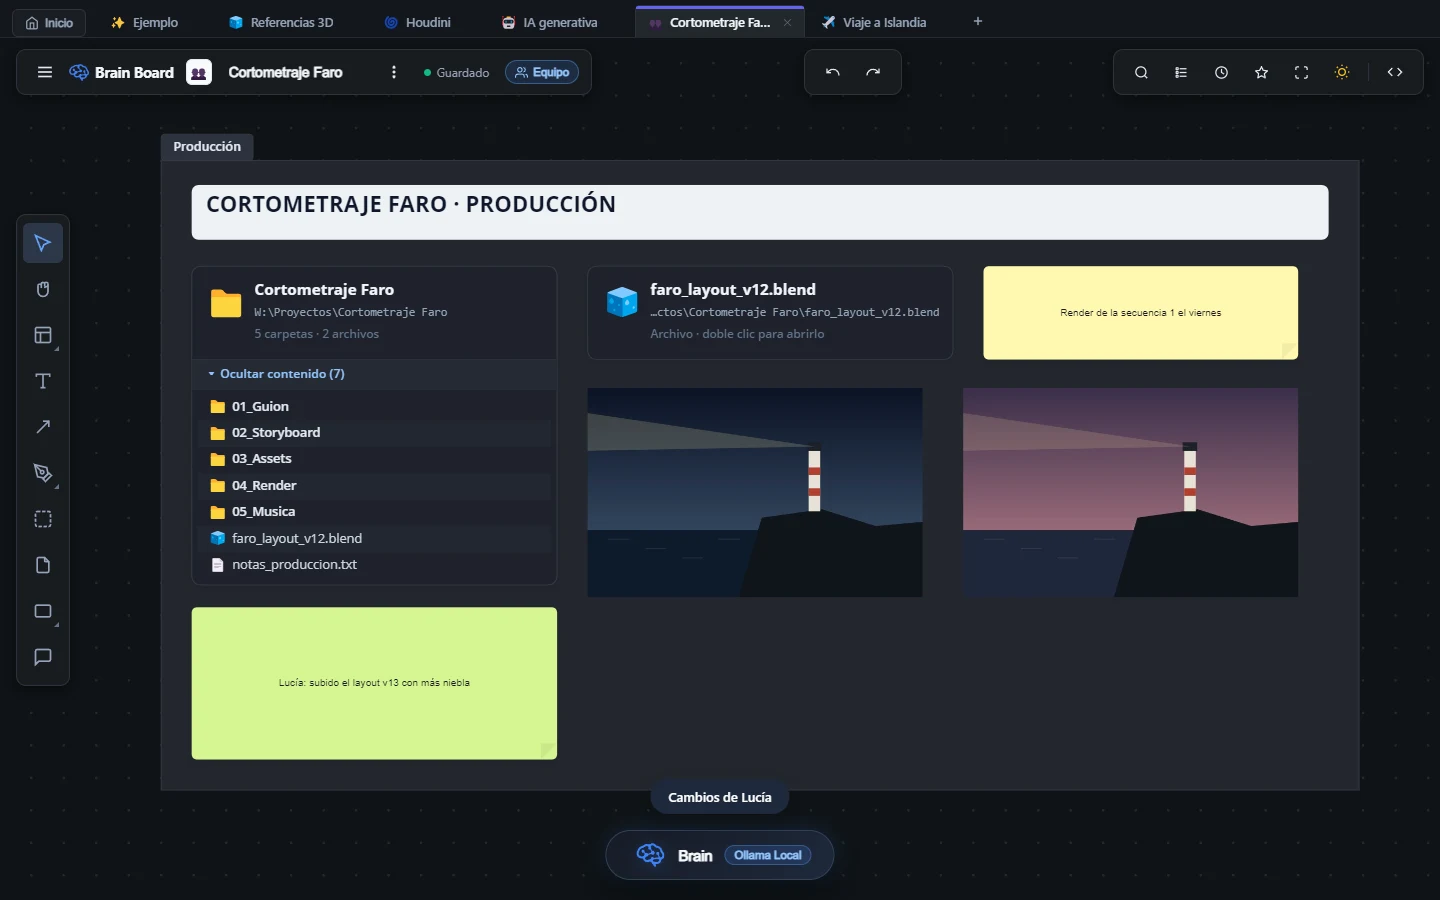 Inicio
Ejemplo
Referencias 3D
Houdini
IA generativa
Cortometraje Fa...
Viaje a Islandia
Brain Board
Cortometraje Faro
Guardado
Equipo
Producción
CORTOMETRAJE FARO · PRODUCCIÓN
Cortometraje Faro
W:\Proyectos\Cortometraje Faro
5 carpetas · 2 archivos
Ocultar contenido (7)
01_Guion
02_Storyboard
03_Assets
04_Render
05_Musica
faro_layout_v12.blend
notas_produccion.txt
faro_layout_v12.blend
…ctos\Cortometraje Faro\faro_layout_v12.blend
Archivo · doble clic para abrirlo
Render de la secuencia 1 el viernes
Lucía: subido el layout v13 con más niebla
Cambios de Lucía
Brain
Ollama Local